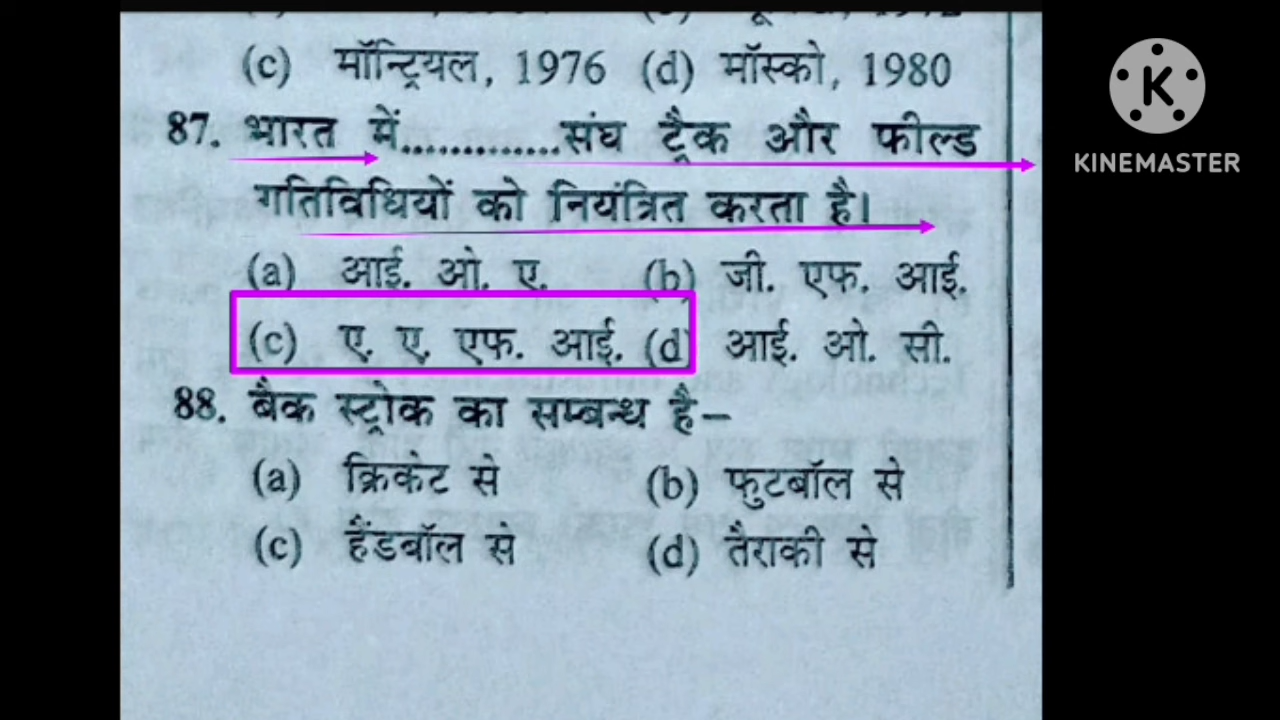 (c) मॉन्ट्रियल, 1976 (d) मॉस्को, 1980
87. भारत में.............संघ ट्रैक और फील्ड
गतिविधियों को नियंत्रित करता है।
(a) आई. ओ. ए. (b) जी. एफ. आई.
(c) ए. ए. एफ. आई. (d) आई. ओ. सी.
88. बैक स्ट्रोक का सम्बन्ध है–
(a) क्रिकेट से (b) फुटबॉल से
(c) हैंडबॉल से (d) तैराकी से
K
KINEMASTER